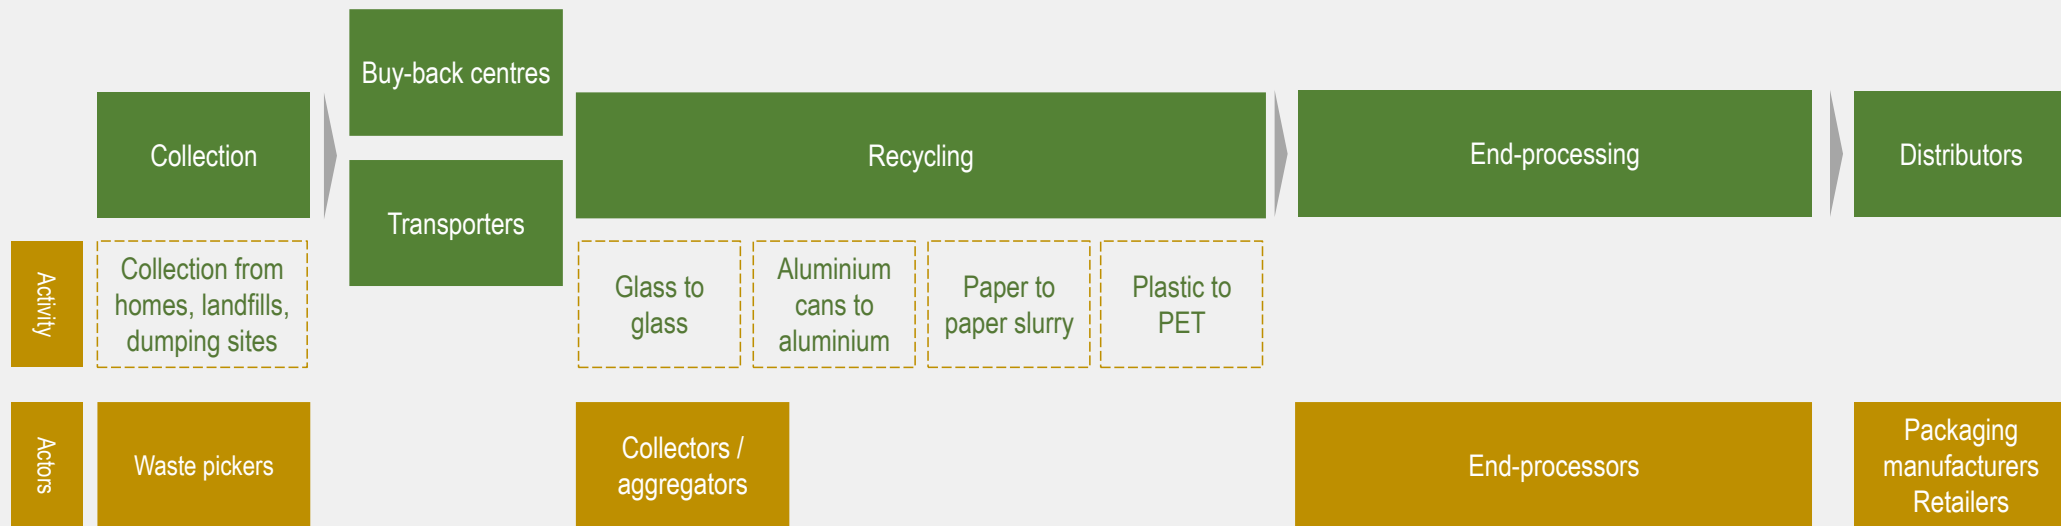 Buy-back centres
Collection
Transporters
Recycling
End-processing
Distributors
Activity
Collection from
homes, landfills,
dumping sites
Glass to
glass
Aluminium
cans to
aluminium
Paper to
paper slurry
Plastic to
PET
Actors
Waste pickers
Collectors /
aggregators
End-processors
Packaging
manufacturers
Retailers